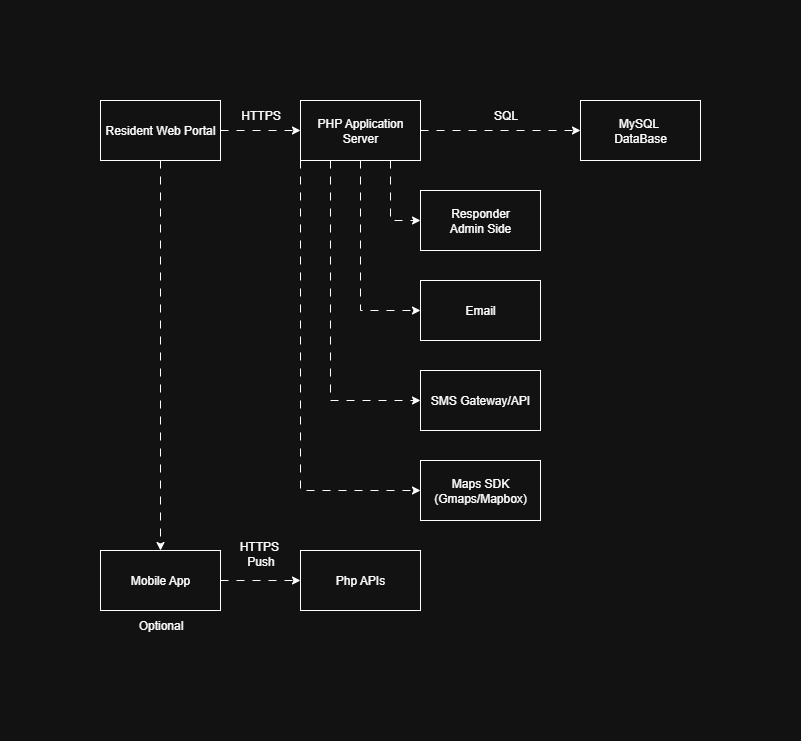 HTTPS
SQL
Resident Web Portal
PHP Application
Server
MySQL
DataBase
Responder
Admin Side
Email
SMS Gateway/API
Maps SDK
(Gmaps/Mapbox)
HTTPS
Push
Mobile App
Php APIs
Optional